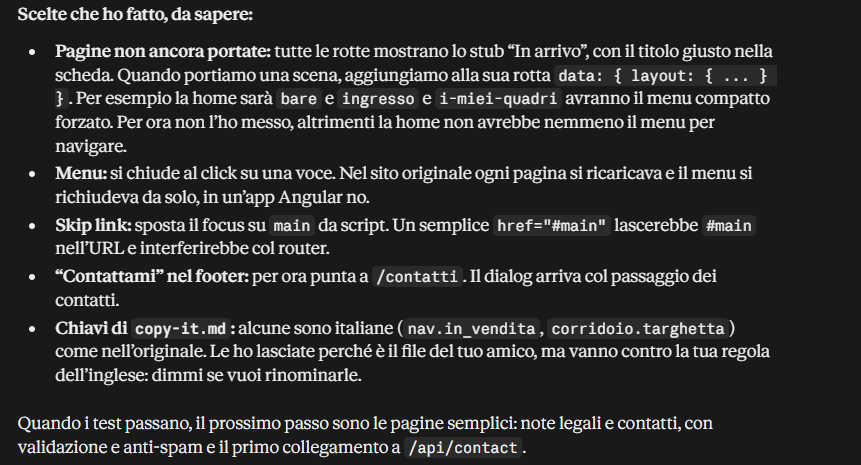 Scelte che ho fatto, da sapere:
• Pagine non ancora portate: tutte le rotte mostrano lo stub “In arrivo”, con il titolo giusto nella
scheda. Quando portiamo una scena, aggiungiamo alla sua rotta data: { layout: { ... }
}. Per esempio la home sarà bare e ingresso e i-miei-quadri avranno il menu compatto
forzato. Per ora non l’ho messo, altrimenti la home non avrebbe nemmeno il menu per
navigare.
• Menu: si chiude al click su una voce. Nel sito originale ogni pagina si ricaricava e il menu si
richiudeva da solo, in un’app Angular no.
• Skip link: sposta il focus su main da script. Un semplice href="#main" lascerebbe #main
nell’URL e interferirebbe col router.
• “Contattami” nel footer: per ora punta a /contatti. Il dialog arriva col passaggio dei
contatti.
• Chiavi di copy-it.md: alcune sono italiane (nav.in_vendita, corridoio.targhetta)
come nell’originale. Le ho lasciate perché è il file del tuo amico, ma vanno contro la tua regola
dell’inglese: dimmi se vuoi rinominarle.
Quando i test passano, il prossimo passo sono le pagine semplici: note legali e contatti, con
validazione e anti-spam e il primo collegamento a /api/contact.